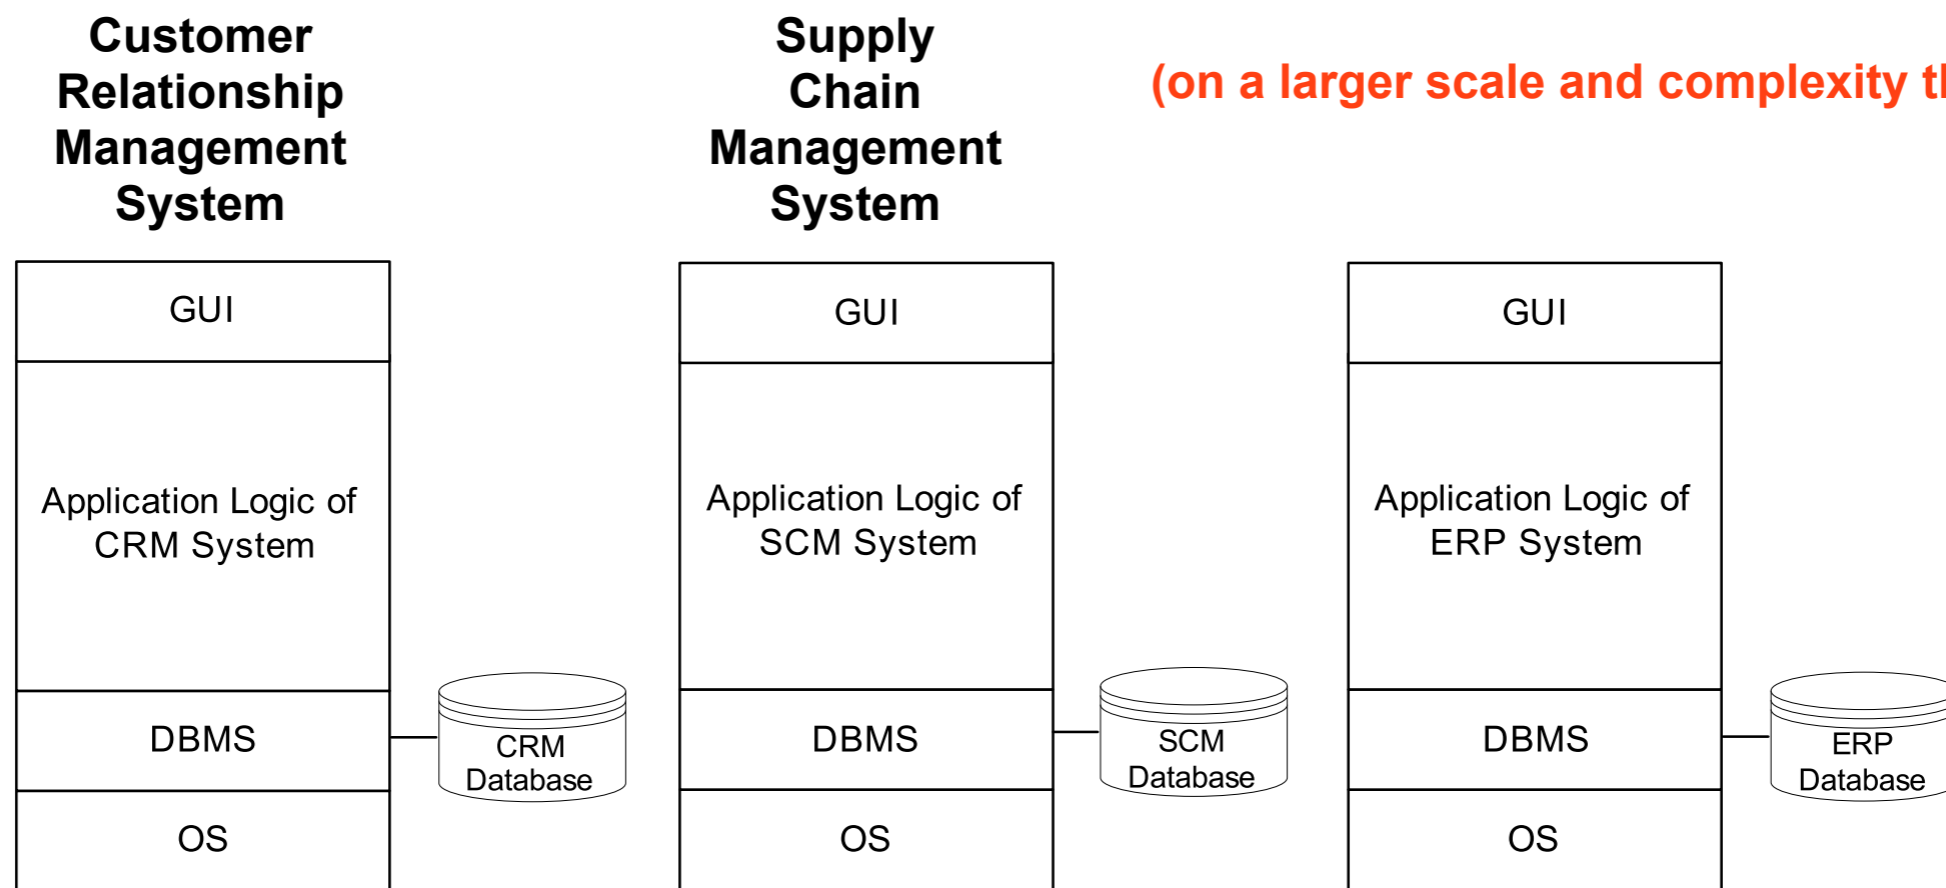 Customer
Relationship
Management
System
Supply
Chain
Management
System
(on a larger scale and complexity
GUI
Application Logic of
CRM System
DBMS
OS
CRM
Database
GUI
Application Logic of
SCM System
DBMS
OS
SCM
Database
GUI
Application Logic of
ERP System
DBMS
OS
ERP
Database